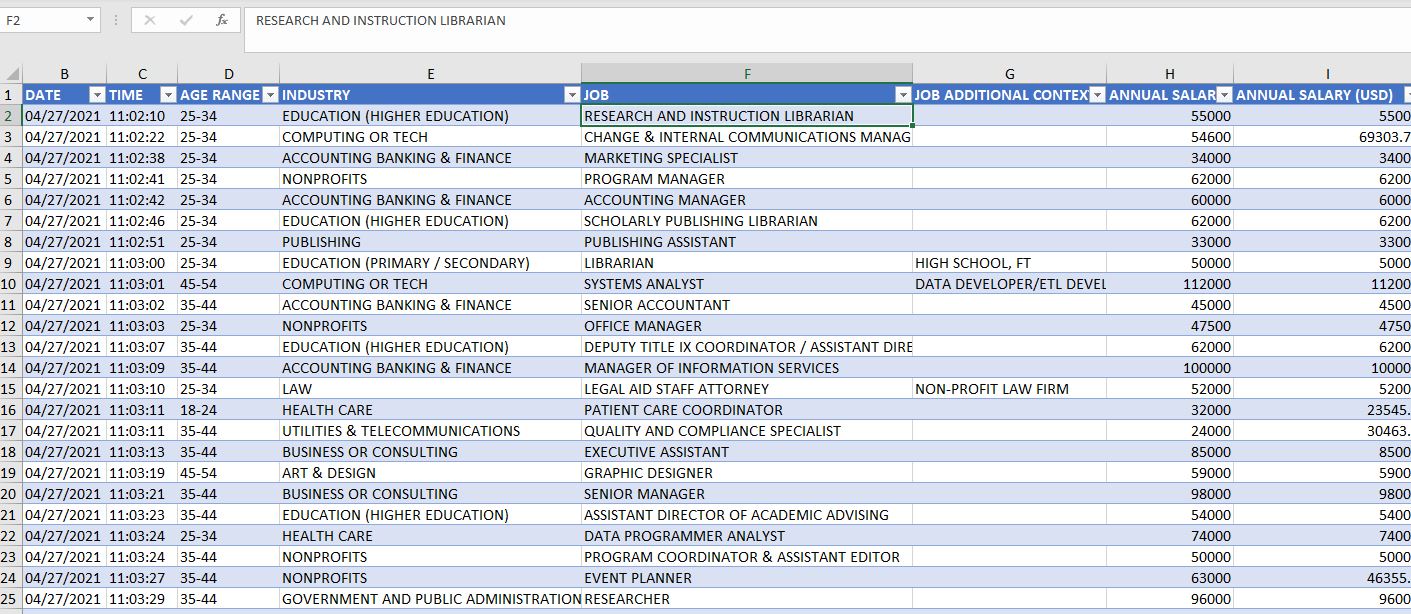 F2 fx RESEARCH AND INSTRUCTION LIBRARIAN
B C D E F G H I
1 DATE TIME AGE RANGE INDUSTRY JOB JOB ADDITIONAL CONTEX ANNUAL SALAR ANNUAL SALARY (USD)
2 04/27/2021 11:02:10 25-34 EDUCATION (HIGHER EDUCATION) RESEARCH AND INSTRUCTION LIBRARIAN 55000 5500
3 04/27/2021 11:02:22 25-34 COMPUTING OR TECH CHANGE & INTERNAL COMMUNICATIONS MANAG 54600 69303.7
4 04/27/2021 11:02:38 25-34 ACCOUNTING BANKING & FINANCE MARKETING SPECIALIST 34000 3400
5 04/27/2021 11:02:41 25-34 NONPROFITS PROGRAM MANAGER 62000 6200
6 04/27/2021 11:02:42 25-34 ACCOUNTING BANKING & FINANCE ACCOUNTING MANAGER 60000 6000
7 04/27/2021 11:02:46 25-34 EDUCATION (HIGHER EDUCATION) SCHOLARLY PUBLISHING LIBRARIAN 62000 6200
8 04/27/2021 11:02:51 25-34 PUBLISHING PUBLISHING ASSISTANT 33000 3300
9 04/27/2021 11:03:00 25-34 EDUCATION (PRIMARY / SECONDARY) LIBRARIAN HIGH SCHOOL, FT 50000 5000
10 04/27/2021 11:03:01 45-54 COMPUTING OR TECH SYSTEMS ANALYST DATA DEVELOPER/ETL DEVEL 112000 11200
11 04/27/2021 11:03:02 35-44 ACCOUNTING BANKING & FINANCE SENIOR ACCOUNTANT 45000 4500
12 04/27/2021 11:03:03 25-34 NONPROFITS OFFICE MANAGER 47500 4750
13 04/27/2021 11:03:07 35-44 EDUCATION (HIGHER EDUCATION) DEPUTY TITLE IX COORDINATOR / ASSISTANT DIRE 62000 6200
14 04/27/2021 11:03:09 35-44 ACCOUNTING BANKING & FINANCE MANAGER OF INFORMATION SERVICES 100000 10000
15 04/27/2021 11:03:10 25-34 LAW LEGAL AID STAFF ATTORNEY NON-PROFIT LAW FIRM 52000 5200
16 04/27/2021 11:03:11 18-24 HEALTH CARE PATIENT CARE COORDINATOR 32000 23545.
17 04/27/2021 11:03:11 35-44 UTILITIES & TELECOMMUNICATIONS QUALITY AND COMPLIANCE SPECIALIST 24000 30463.
18 04/27/2021 11:03:13 35-44 BUSINESS OR CONSULTING EXECUTIVE ASSISTANT 85000 8500
19 04/27/2021 11:03:19 45-54 ART & DESIGN GRAPHIC DESIGNER 59000 5900
20 04/27/2021 11:03:21 35-44 BUSINESS OR CONSULTING SENIOR MANAGER 98000 9800
21 04/27/2021 11:03:23 35-44 EDUCATION (HIGHER EDUCATION) ASSISTANT DIRECTOR OF ACADEMIC ADVISING 54000 5400
22 04/27/2021 11:03:24 25-34 HEALTH CARE DATA PROGRAMMER ANALYST 74000 7400
23 04/27/2021 11:03:24 35-44 NONPROFITS PROGRAM COORDINATOR & ASSISTANT EDITOR 50000 5000
24 04/27/2021 11:03:27 35-44 NONPROFITS EVENT PLANNER 63000 46355.
25 04/27/2021 11:03:29 35-44 GOVERNMENT AND PUBLIC ADMINISTRATION RESEARCHER 96000 9600